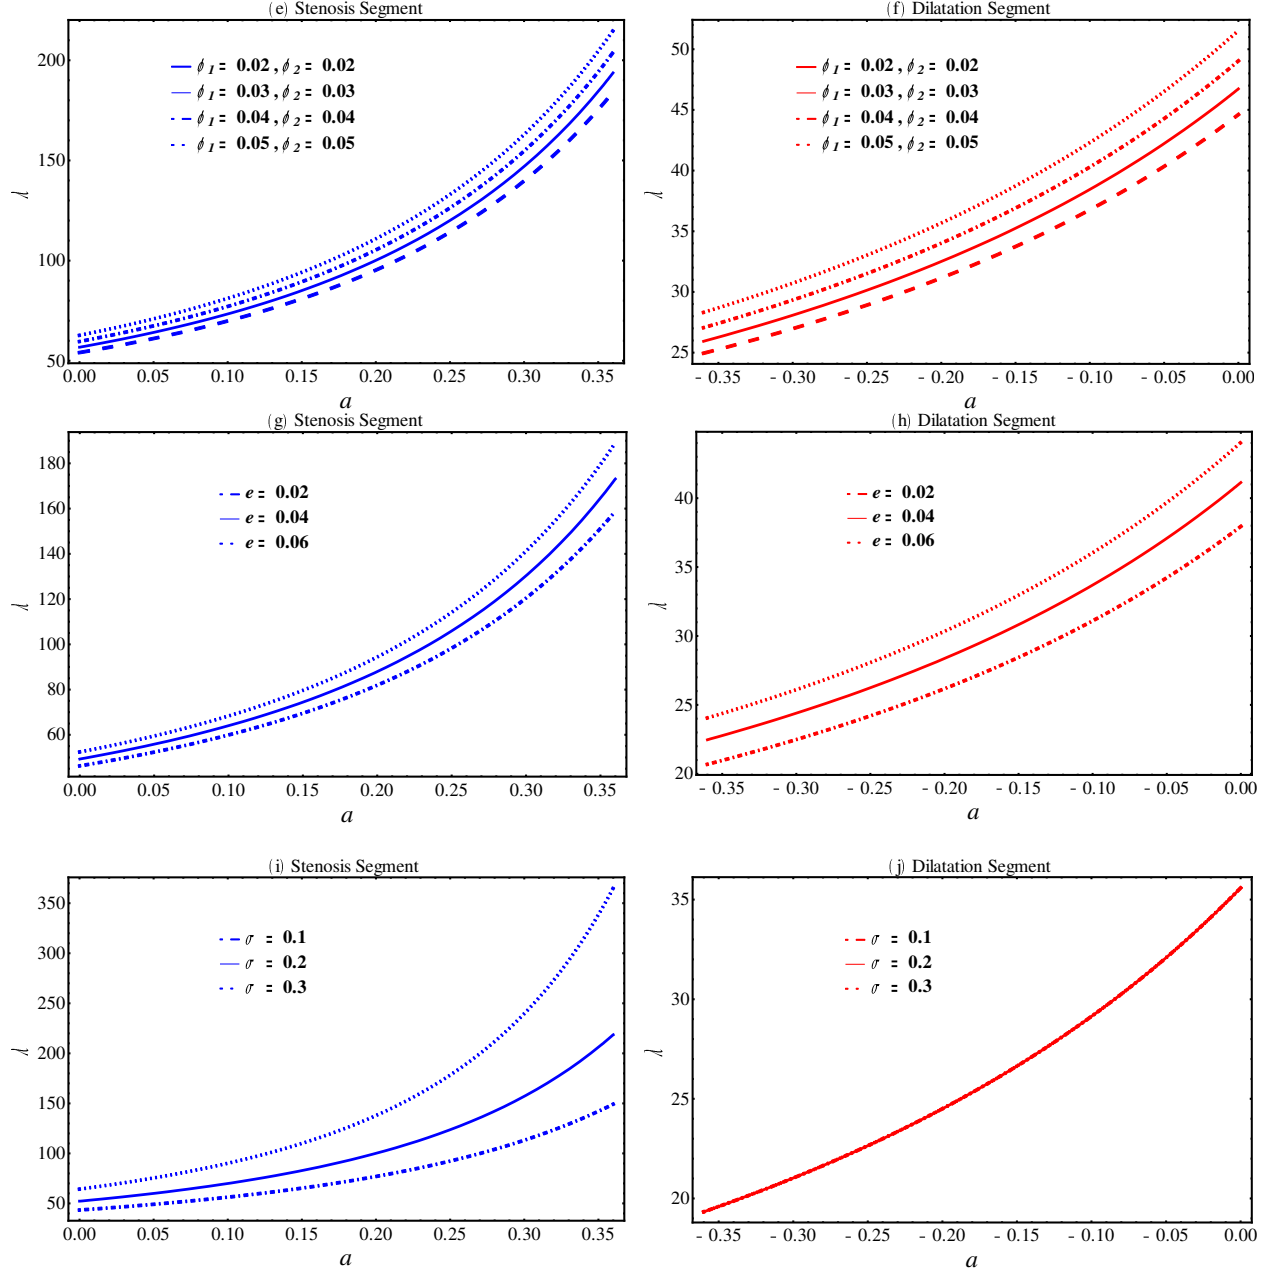 (e) Stenosis Segment
200
150
100
50
λ
ϕ1 = 0.02 , ϕ2 = 0.02
ϕ1 = 0.03 , ϕ2 = 0.03
ϕ1 = 0.04 , ϕ2 = 0.04
ϕ1 = 0.05 , ϕ2 = 0.05
0.00 0.05 0.10 0.15 0.20 0.25 0.30 0.35
a
(f) Dilatation Segment
50
45
40
35
30
25
λ
ϕ1 = 0.02 , ϕ2 = 0.02
ϕ1 = 0.03 , ϕ2 = 0.03
ϕ1 = 0.04 , ϕ2 = 0.04
ϕ1 = 0.05 , ϕ2 = 0.05
- 0.35 - 0.30 - 0.25 - 0.20 - 0.15 - 0.10 - 0.05 0.00
a
(g) Stenosis Segment
180
160
140
120
100
80
60
λ
e = 0.02
e = 0.04
e = 0.06
0.00 0.05 0.10 0.15 0.20 0.25 0.30 0.35
a
(h) Dilatation Segment
40
35
30
25
20
λ
e = 0.02
e = 0.04
e = 0.06
- 0.35 - 0.30 - 0.25 - 0.20 - 0.15 - 0.10 - 0.05 0.00
a
(i) Stenosis Segment
350
300
250
200
150
100
50
λ
σ = 0.1
σ = 0.2
σ = 0.3
0.00 0.05 0.10 0.15 0.20 0.25 0.30 0.35
a
(j) Dilatation Segment
35
30
25
20
λ
σ = 0.1
σ = 0.2
σ = 0.3
- 0.35 - 0.30 - 0.25 - 0.20 - 0.15 - 0.10 - 0.05 0.00
a